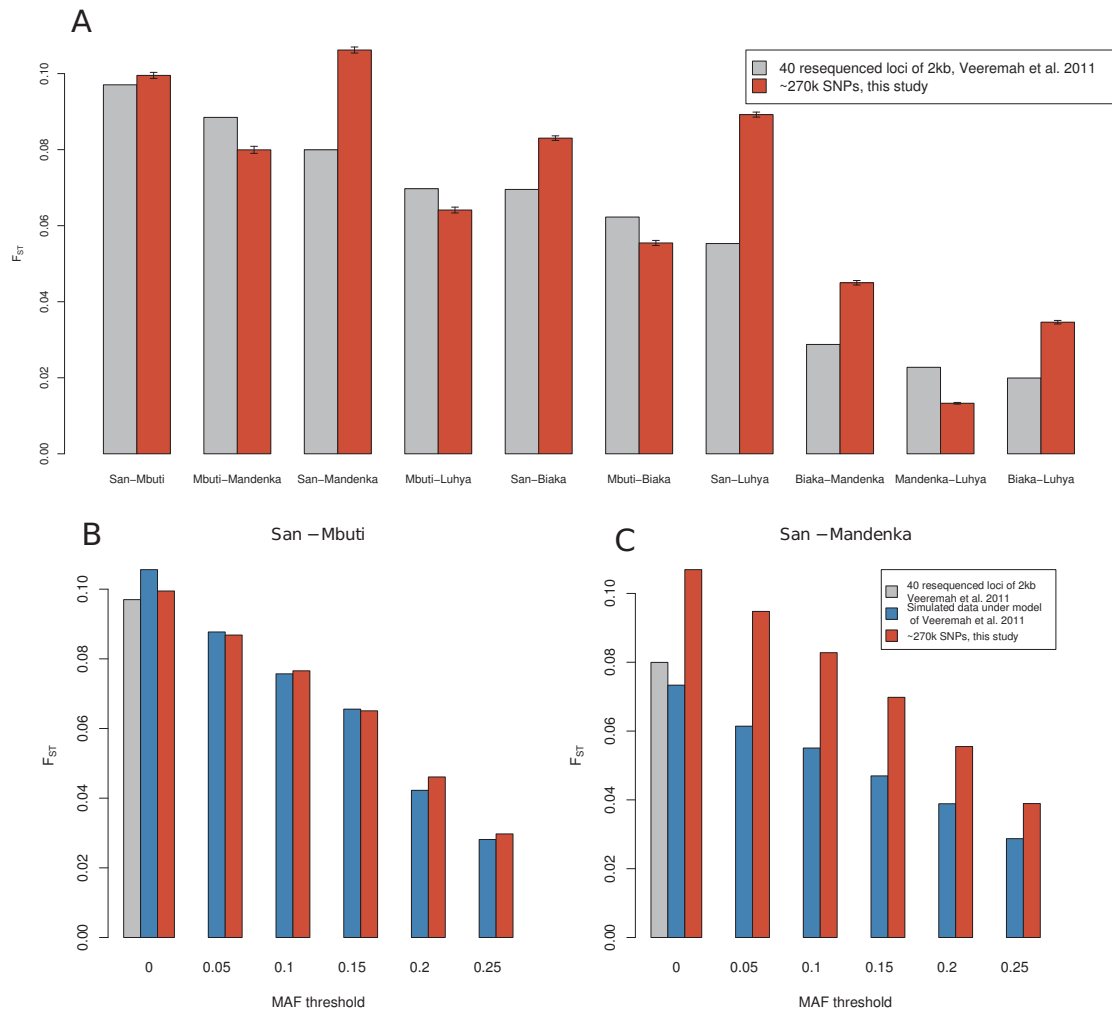 A
40 resequenced loci of 2kb, Veeremah et al. 2011
~270k SNPs, this study
FST
0.00
0.02
0.04
0.06
0.08
0.10
San−Mbuti
Mbuti−Mandenka
San−Mandenka
Mbuti−Luhya
San−Biaka
Mbuti−Biaka
San−Luhya
Biaka−Mandenka
Mandenka−Luhya
Biaka−Luhya
B
San −Mbuti
FST
0.00
0.02
0.04
0.06
0.08
0.10
0
0.05
0.1
0.15
0.2
0.25
MAF threshold
C
San −Mandenka
40 resequenced loci of 2kb
Veeremah et al. 2011
Simulated data under model
of Veeremah et al. 2011
~270k SNPs, this study
FST
0.00
0.02
0.04
0.06
0.08
0.10
0
0.05
0.1
0.15
0.2
0.25
MAF threshold